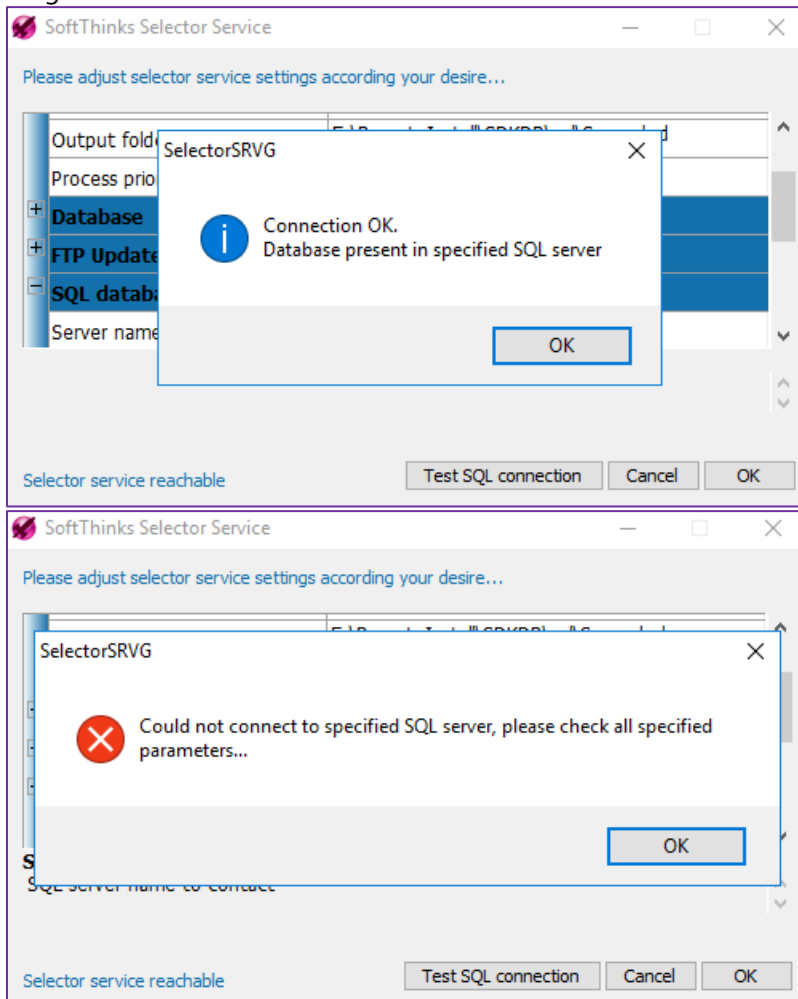 SoftThinks Selector Service
Please adjust selector service settings according your desire...
Output fold
SelectorSRVG
Process prio
Database
Connection OK.
Database present in specified SQL server
FTP Update
SQL databa
Server name
OK
Selector service reachable
Test SQL connection
Cancel
OK
SoftThinks Selector Service
Please adjust selector service settings according your desire...
SelectorSRVG
Could not connect to specified SQL server, please check all specified
parameters...
OK
SQL server name to contact
Selector service reachable
Test SQL connection
Cancel
OK